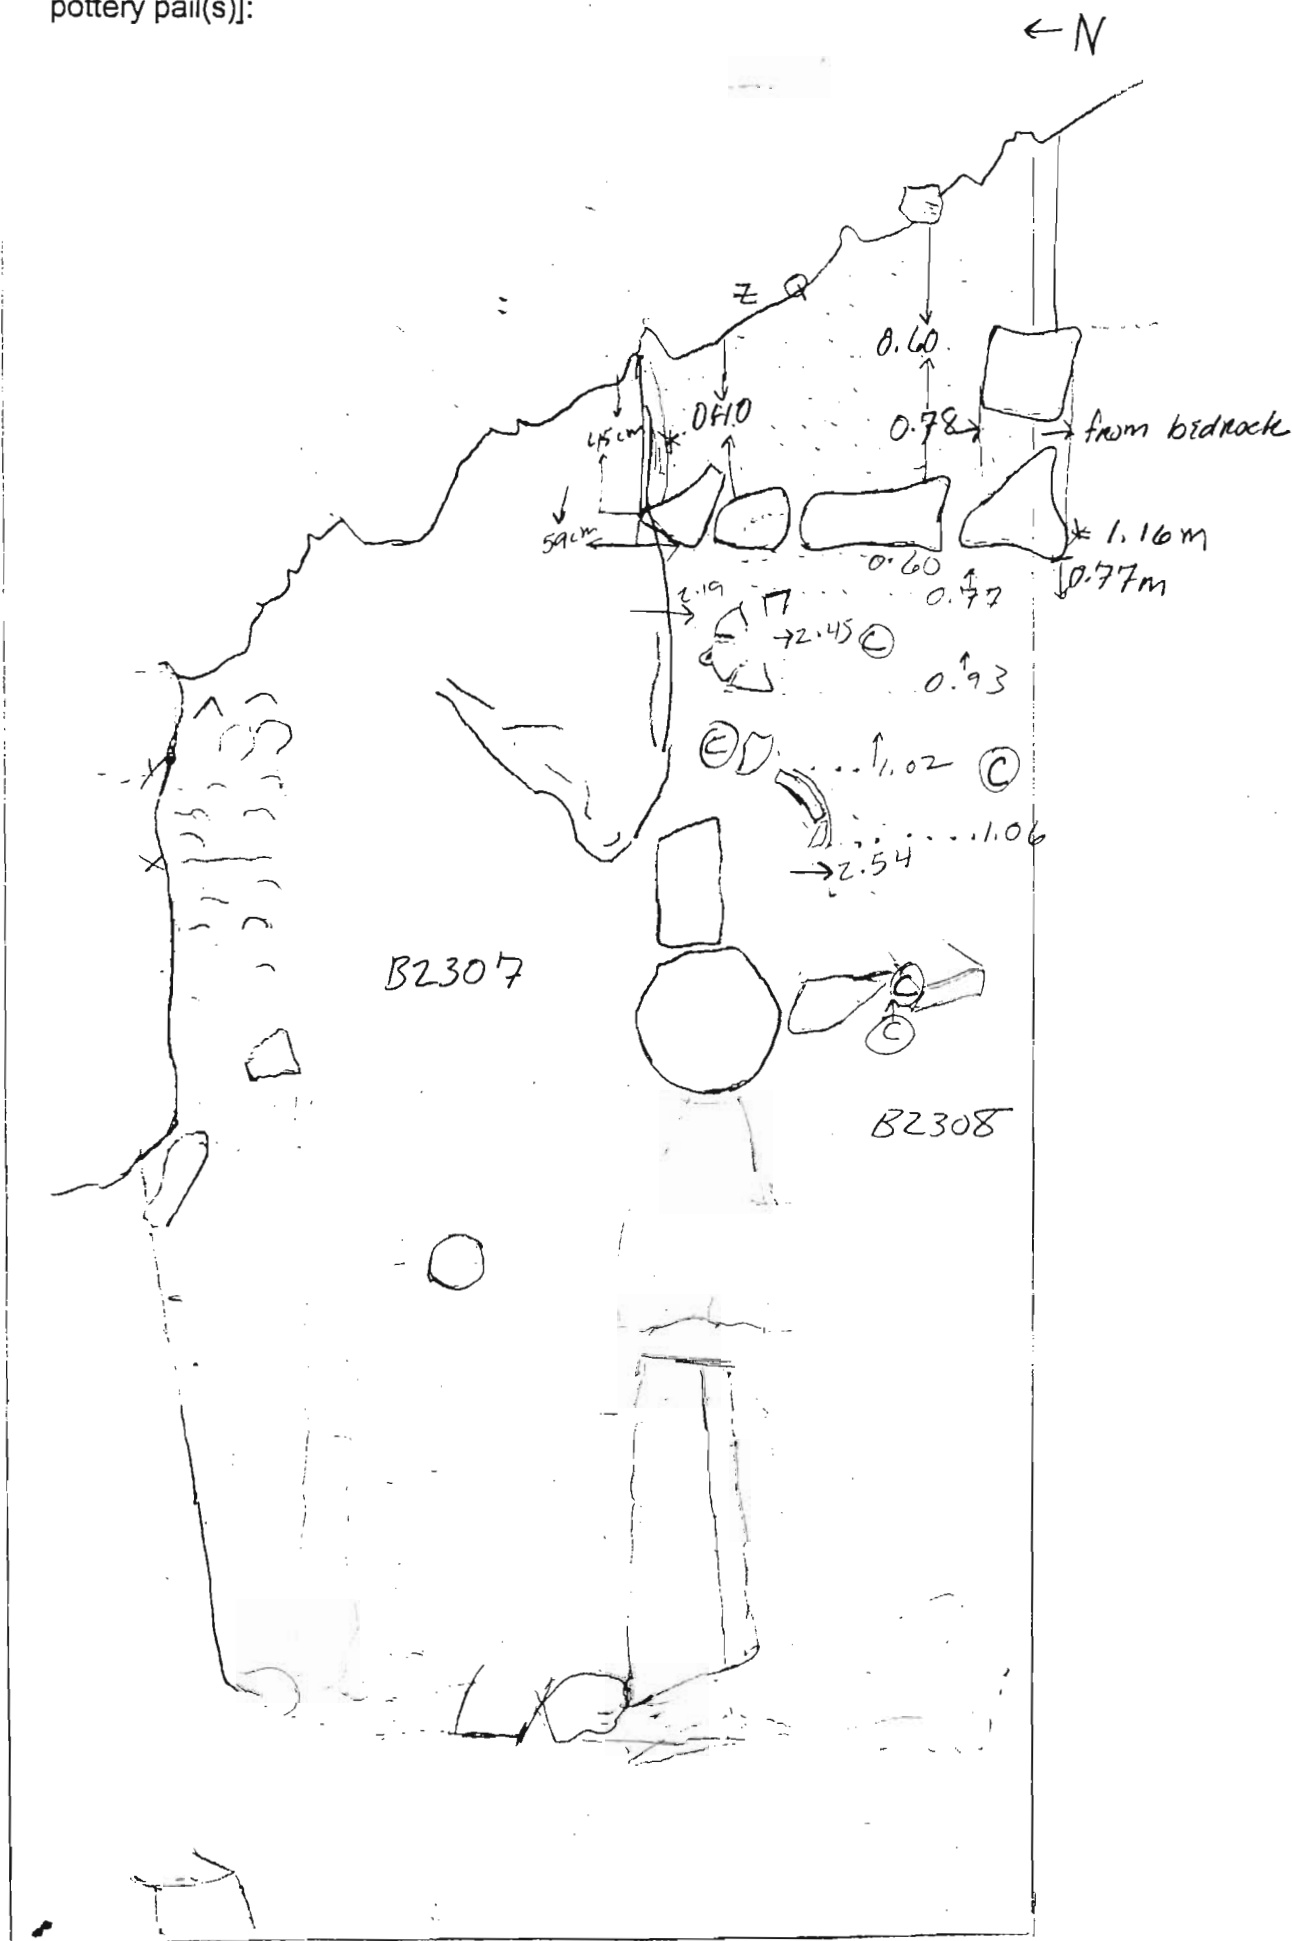 pottery pail(s)]:
← N
Z
0.60
45cm
0.40
0.78 → from bedrock
59cm
* 1.16m
0.60
0.77m
2.19
0.77
→2.45 ©
0.93
© 1.02 ©
1.06
→2.54
B2307
C
©
B2308